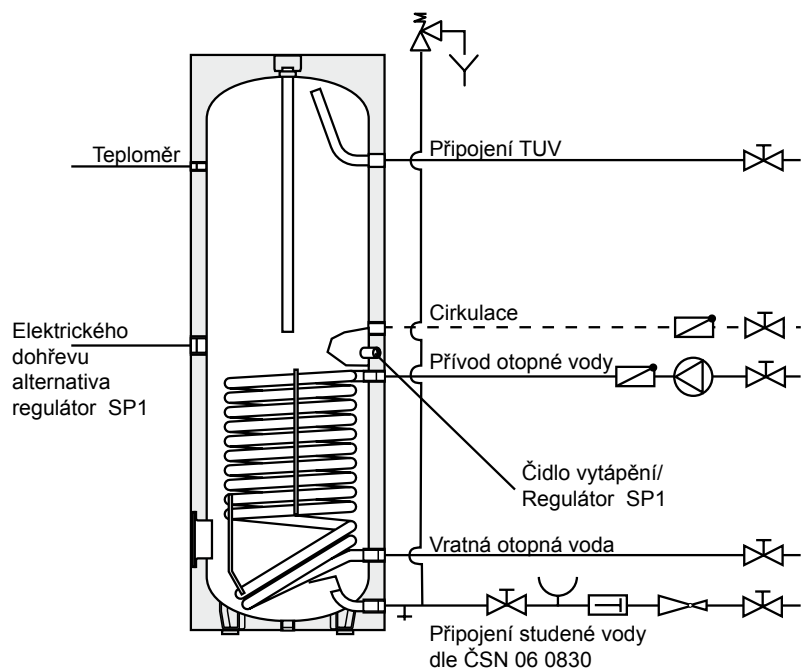 Teploměr
Připojení TUV
Cirkulace
Elektrického
dohřevu
alternativa
regulátor SP1
Přívod otopné vody
Čidlo vytápění/
Regulátor SP1
Vratná otopná voda
Připojení studené vody
dle ČSN 06 0830